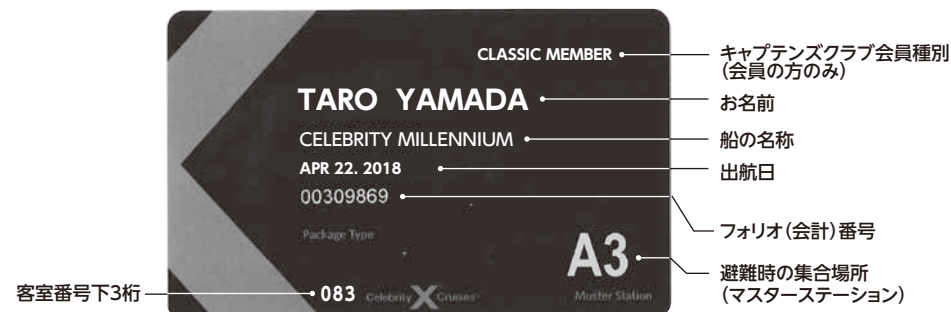 CLASSIC MEMBER
キャプテンズクラブ会員種別
(会員の方のみ)
TARO YAMADA
お名前
CELEBRITY MILLENNIUM
船の名称
APR 22. 2018
出航日
00309869
フォリオ(会計)番号
Package Type
A3
避難時の集合場所
(マスターステーション)
客室番号下3桁
083
Celebrity X Cruises
Muster Station